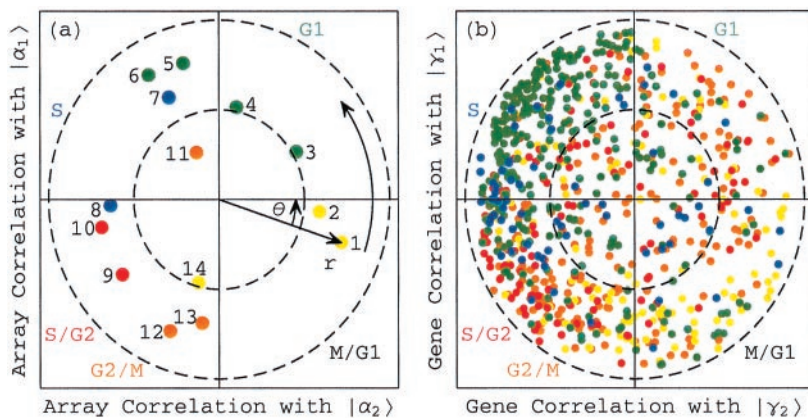 (a)
G1
5
6
7
S
4
11
3
8
θ
2
10
1
r
9
14
13
12
S/G2
G2/M
M/G1
Array Correlation with |α₁⟩
Array Correlation with |α₂⟩
(b)
G1
S
S/G2
G2/M
M/G1
Gene Correlation with |γ₁⟩
Gene Correlation with |γ₂⟩